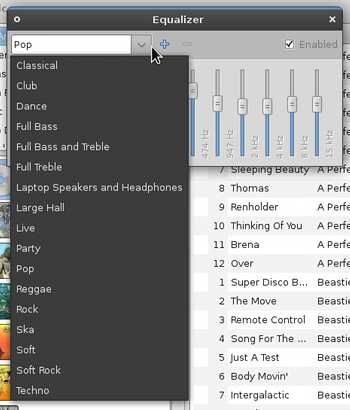 Equalizer
Pop
Enabled
Classical
Club
Dance
Full Bass
Full Bass and Treble
Full Treble
Laptop Speakers and Headphones
Large Hall
Live
Party
Pop
Reggae
Rock
Ska
Soft
Soft Rock
Techno
474 Hz
947 Hz
2 kHz
4 kHz
8 kHz
15 kHz
7 Sleeping Beauty A Perfe
8 Thomas A Perfe
9 Renholder A Perfe
10 Thinking Of You A Perfe
11 Brena A Perfe
12 Over A Perfe
1 Super Disco B... Beastie
2 The Move Beastie
3 Remote Control Beastie
4 Song For The ... Beastie
5 Just A Test Beastie
6 Body Movin' Beastie
7 Intergalactic Beastie